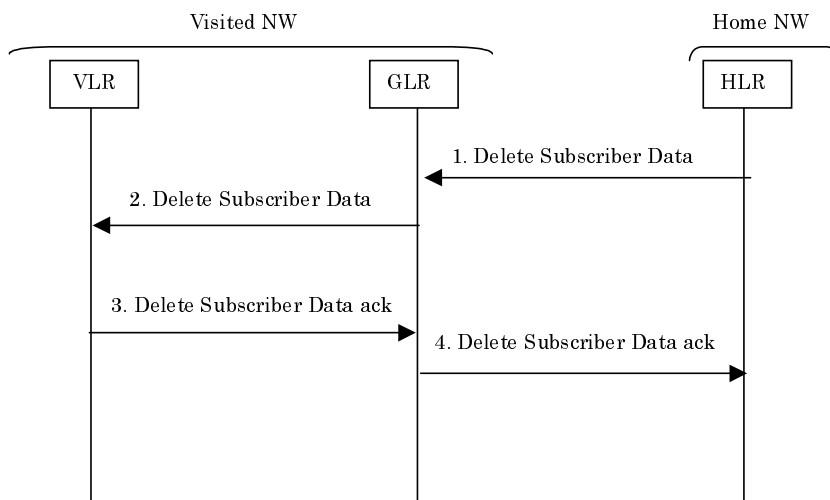 Visited NW
Home NW
VLR
GLR
HLR
1. Delete Subscriber Data
2. Delete Subscriber Data
3. Delete Subscriber Data ack
4. Delete Subscriber Data ack